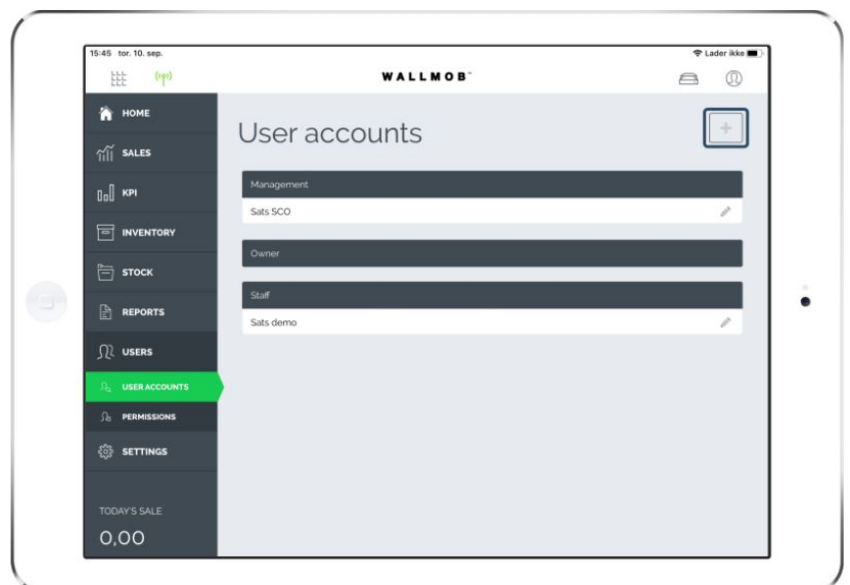 15:45 tor. 10. sep.
Lader ikke
WALLMOB™
HOME
SALES
KPI
INVENTORY
STOCK
REPORTS
USERS
USER ACCOUNTS
PERMISSIONS
SETTINGS
TODAY'S SALE
0,00
User accounts
+
Management
Sats SCO
Owner
Staff
Sats demo